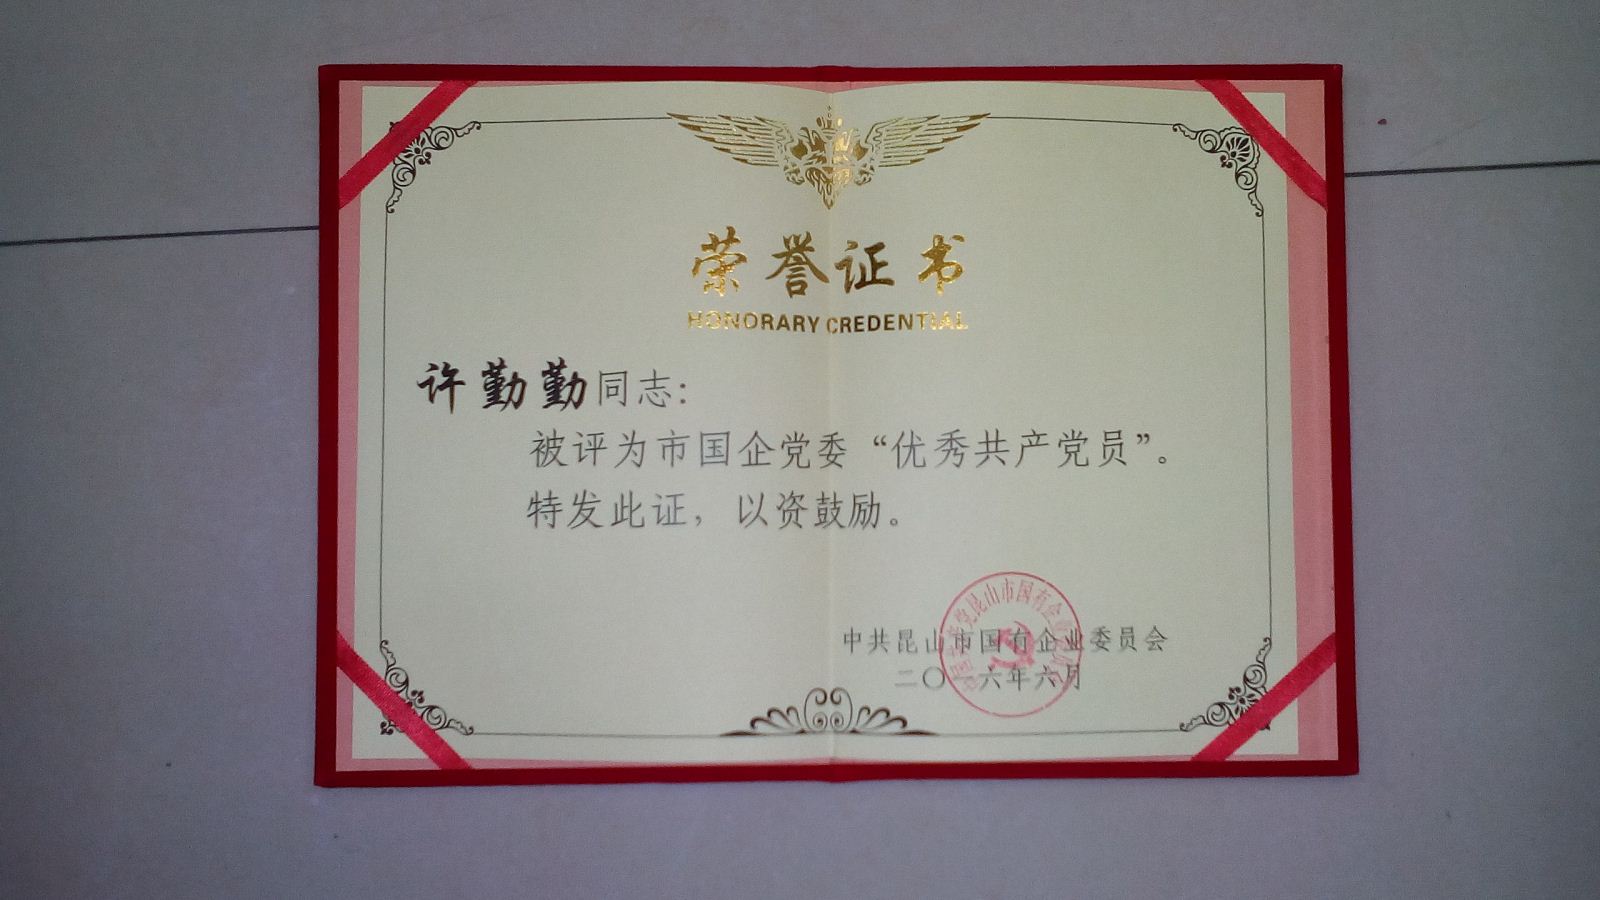 荣誉证书
HONORARY CREDENTIAL
许勤勤同志：
被评为市国企党委“优秀共产党员”。
特发此证，以资鼓励。
中共昆山市国有企业委员会
二〇一六年六月